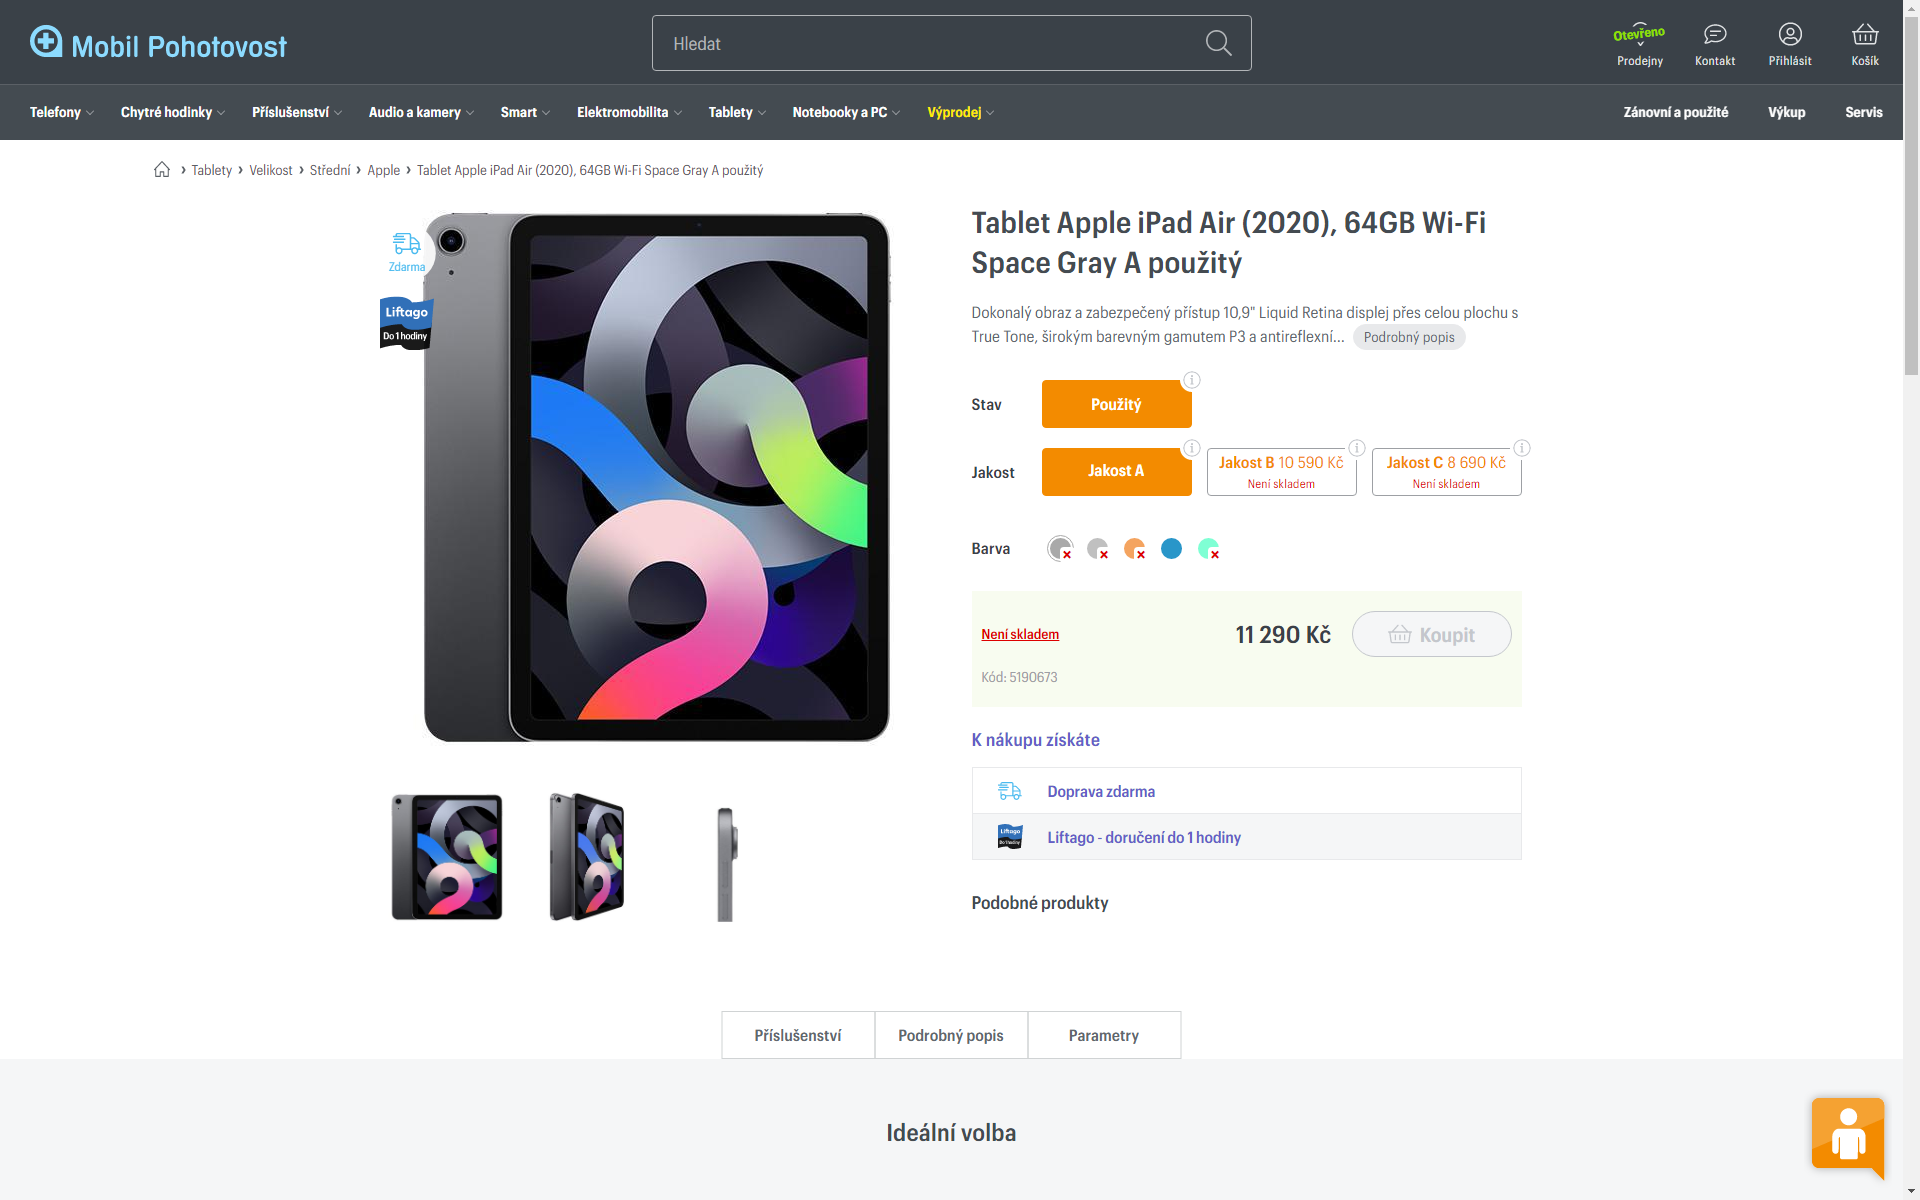 Mobil Pohotovost
Hledat
Otevřeno
Prodejny
Kontakt
Přihlásit
Košík
Telefony
Chytré hodinky
Příslušenství
Audio a kamery
Smart
Elektromobilita
Tablety
Notebooky a PC
Výprodej
Zánovní a použité
Výkup
Servis
Tablety
Velikost
Střední
Apple
Tablet Apple iPad Air (2020), 64GB Wi-Fi Space Gray A použitý
Zdarma
Liftago
Do 1 hodiny
Tablet Apple iPad Air (2020), 64GB Wi-Fi
Space Gray A použitý
Dokonalý obraz a zabezpečený přístup 10,9" Liquid Retina displej přes celou plochu s
True Tone, širokým barevným gamutem P3 a antireflexní... Podrobný popis
Stav
Použitý
Jakost
Jakost A
Jakost B 10 590 Kč
Není skladem
Jakost C 8 690 Kč
Není skladem
Barva
Není skladem
11 290 Kč
Koupit
Kód: 5190673
K nákupu získáte
Doprava zdarma
Liftago
Do 1 hodiny
Liftago - doručení do 1 hodiny
Podobné produkty
Příslušenství
Podrobný popis
Parametry
Ideální volba